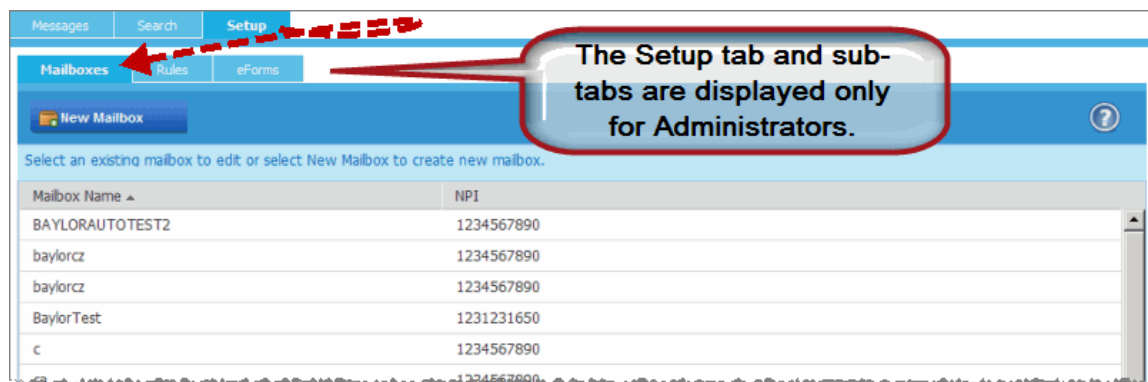 Messages Search Setup
Mailboxes Rules eForms
The Setup tab and sub-
tabs are displayed only
for Administrators.
New Mailbox
?
Select an existing mailbox to edit or select New Mailbox to create new mailbox.
Mailbox Name NPI
BAYLORAUTOTEST2 1234567890
baylorcz 1234567890
baylorcz 1234567890
BaylorTest 1231231650
c 1234567890
1234567890